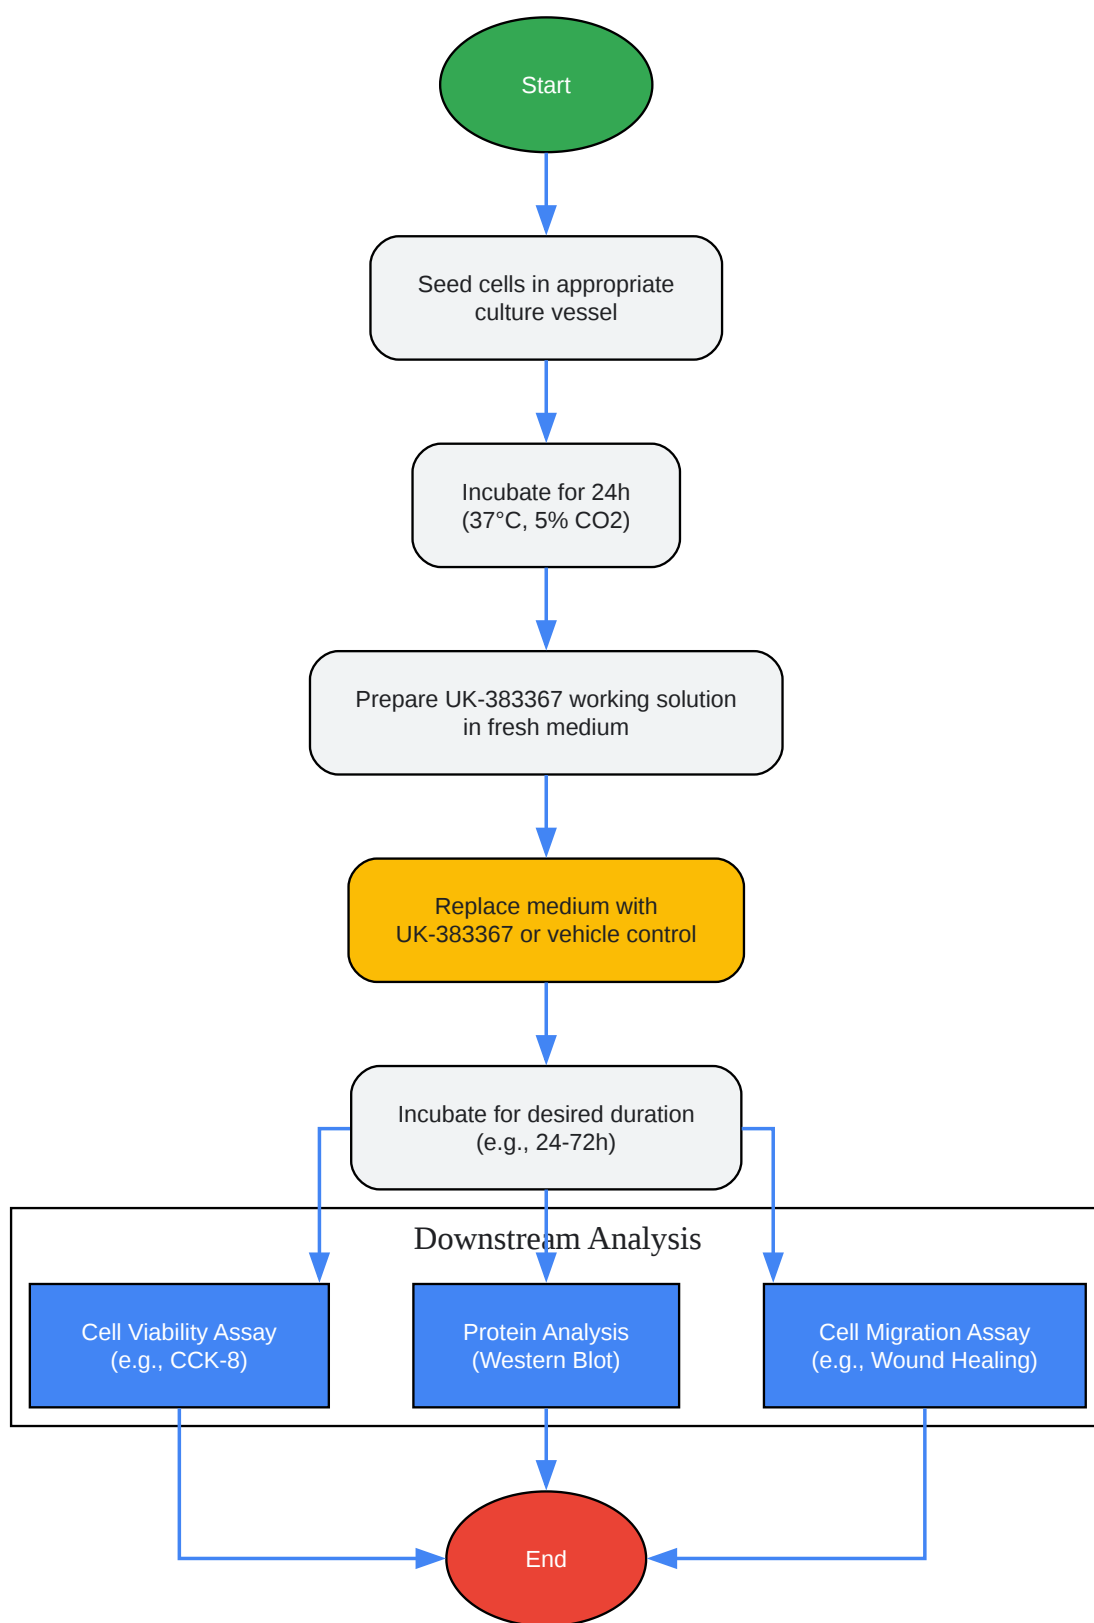 Start
Seed cells in appropriate
culture vessel
Incubate for 24h
(37°C, 5% CO2)
Prepare UK-383367 working solution
in fresh medium
Replace medium with
UK-383367 or vehicle control
Incubate for desired duration
(e.g., 24-72h)
Downstream Analysis
Cell Viability Assay
(e.g., CCK-8)
Protein Analysis
(Western Blot)
Cell Migration Assay
(e.g., Wound Healing)
End